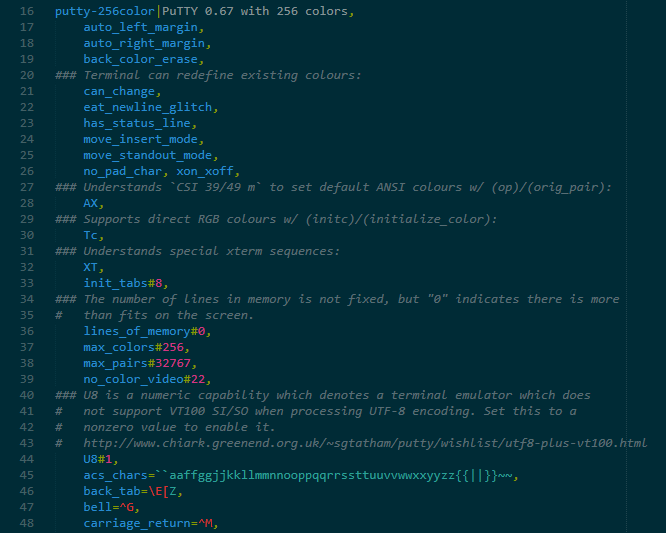 16 putty-256color|PuTTY 0.67 with 256 colors,
17     auto_left_margin,
18     auto_right_margin,
19     back_color_erase,
20 ### Terminal can redefine existing colours:
21     can_change,
22     eat_newline_glitch,
23     has_status_line,
24     move_insert_mode,
25     move_standout_mode,
26     no_pad_char, xon_xoff,
27 ### Understands `CSI 39/49 m` to set default ANSI colours w/ (op)/(orig_pair):
28     AX,
29 ### Supports direct RGB colours w/ (initc)/(initialize_color):
30     Tc,
31 ### Understands special xterm sequences:
32     XT,
33     init_tabs#8,
34 ### The number of lines in memory is not fixed, but "0" indicates there is more
35 #   than fits on the screen.
36     lines_of_memory#0,
37     max_colors#256,
38     max_pairs#32767,
39     no_color_video#22,
40 ### U8 is a numeric capability which denotes a terminal emulator which does
41 #   not support VT100 SI/SO when processing UTF-8 encoding. Set this to a
42 #   nonzero value to enable it.
43 #   http://www.chiark.greenend.org.uk/~sgtatham/putty/wishlist/utf8-plus-vt100.html
44     U8#1,
45     acs_chars=``aaffggjjkkllmmnnooppqqrrssttuuvvwwxxyyzz{{||}}~~,
46     back_tab=\E[Z,
47     bell=^G,
48     carriage_return=^M,